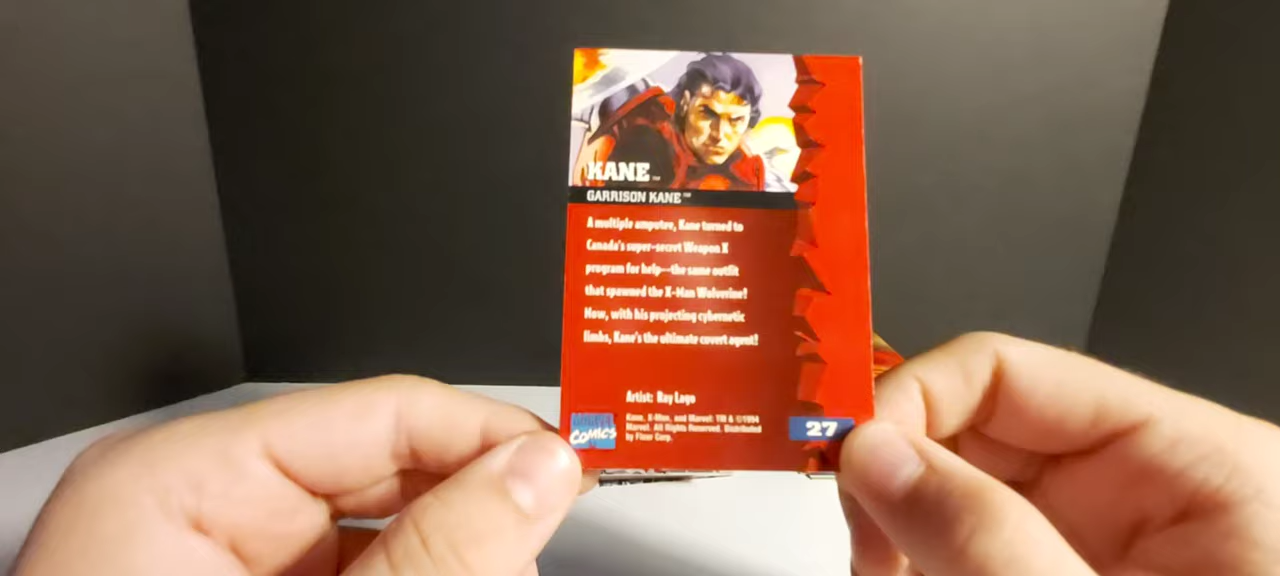 KANE™
GARRISON KANE™
A multiple amputee, Kane turned to
Canada's super-secret Weapon X
program for help--the same outfit
that spawned the X-Man Wolverine!
Now, with his projecting cybernetic
limbs, Kane's the ultimate covert agent!
Artist: Ray Lago
Kane, X-Men, and Marvel: TM & ©1994
Marvel. All Rights Reserved. Distributed
by Fleer Corp.
MARVEL
COMICS
27